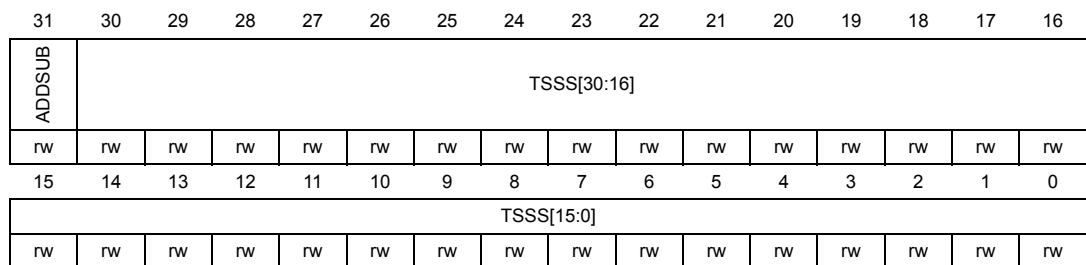 31 30 29 28 27 26 25 24 23 22 21 20 19 18 17 16
ADDSUB TSSS[30:16]
rw rw rw rw rw rw rw rw rw rw rw rw rw rw rw rw
15 14 13 12 11 10 9 8 7 6 5 4 3 2 1 0
TSSS[15:0]
rw rw rw rw rw rw rw rw rw rw rw rw rw rw rw rw